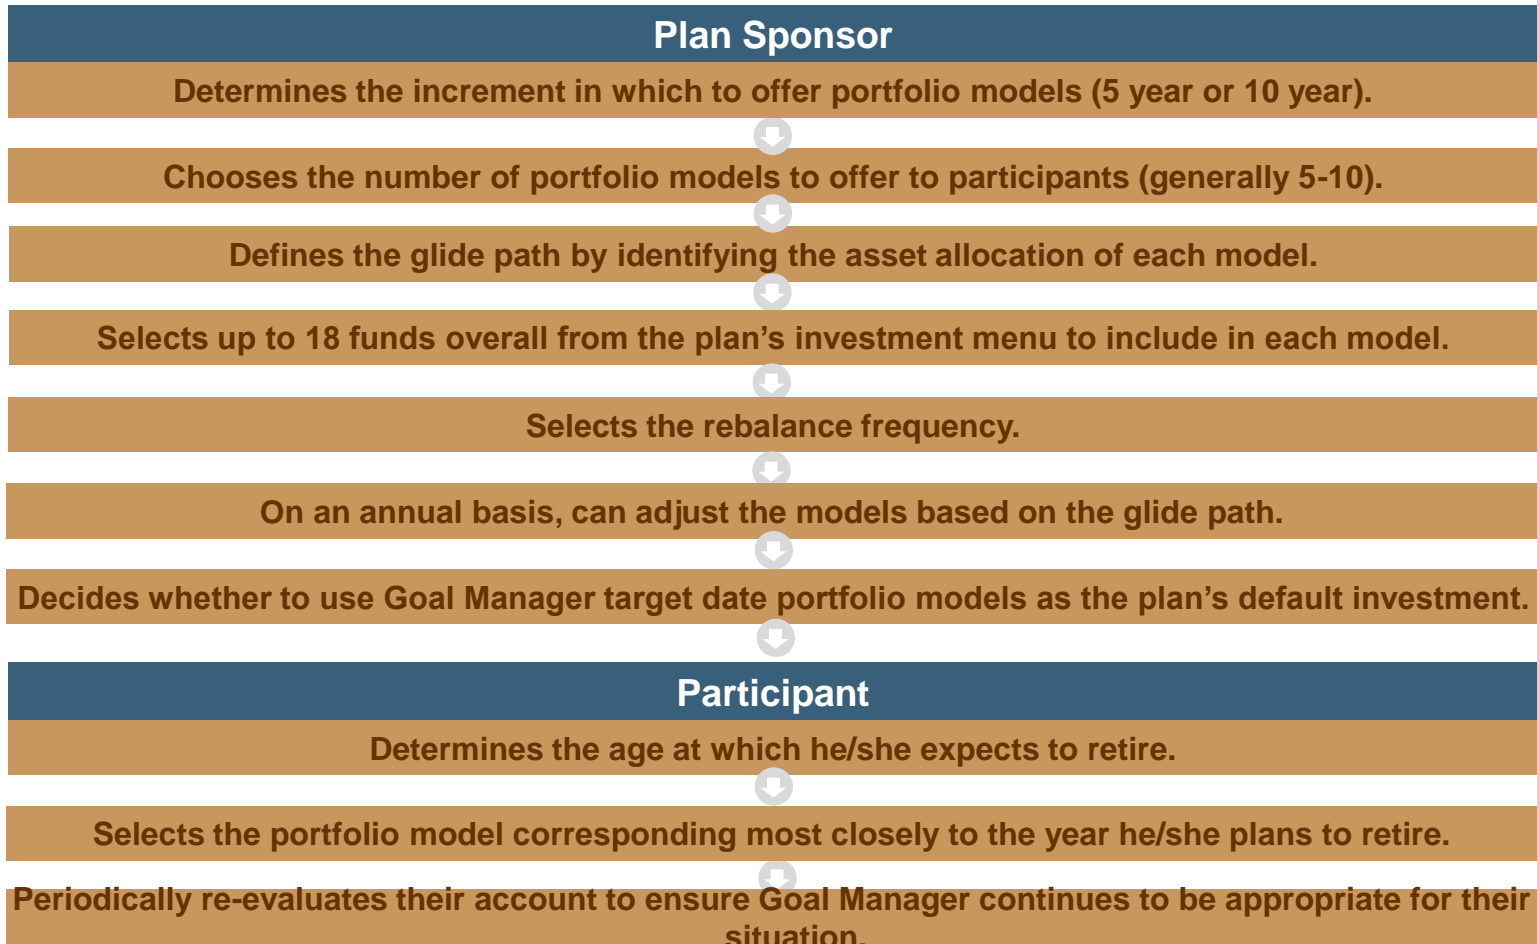 Plan Sponsor
Determines the increment in which to offer portfolio models (5 year or 10 year).
Chooses the number of portfolio models to offer to participants (generally 5-10).
Defines the glide path by identifying the asset allocation of each model.
Selects up to 18 funds overall from the plan’s investment menu to include in each model.
Selects the rebalance frequency.
On an annual basis, can adjust the models based on the glide path.
Decides whether to use Goal Manager target date portfolio models as the plan’s default investment.
Participant
Determines the age at which he/she expects to retire.
Selects the portfolio model corresponding most closely to the year he/she plans to retire.
Periodically re-evaluates their account to ensure Goal Manager continues to be appropriate for their
situation.